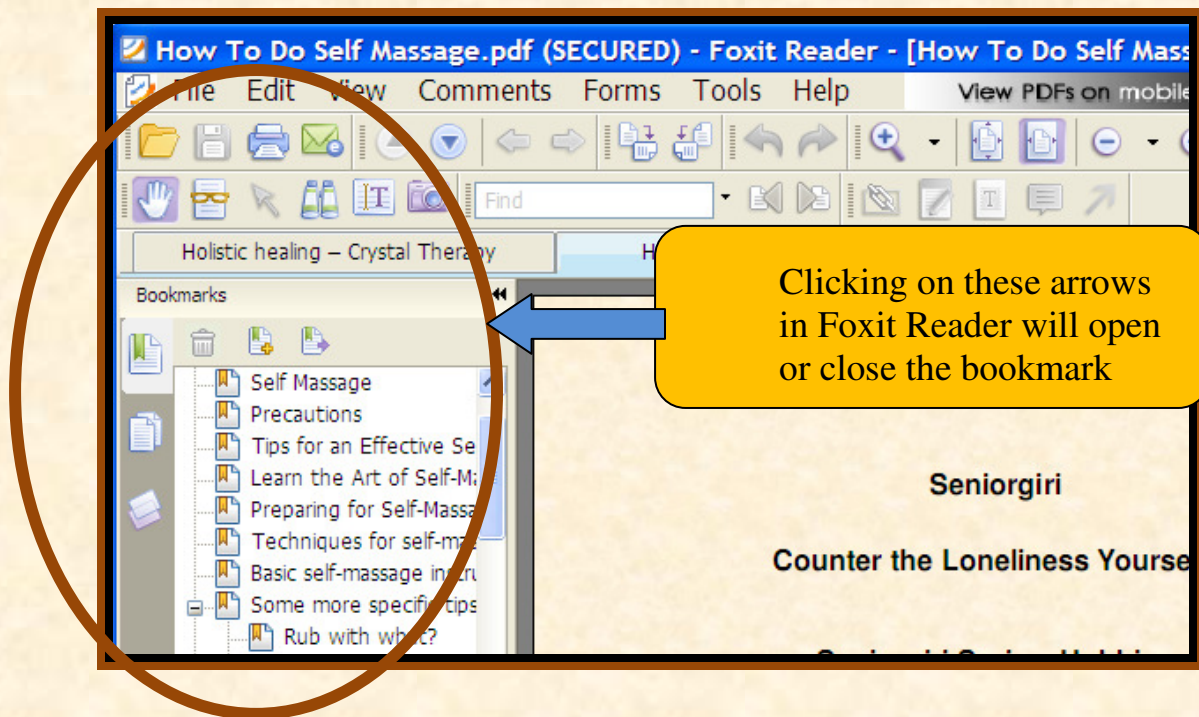 How To Do Self Massage.pdf (SECURED) - Foxit Reader - [How To Do Self Mass
File Edit View Comments Forms Tools Help View PDFs on mobile
Find
Holistic healing – Crystal Therapy H
Bookmarks
Clicking on these arrows
in Foxit Reader will open
or close the bookmark
Self Massage
Precautions
Tips for an Effective Se
Learn the Art of Self-Ma
Preparing for Self-Massa
Techniques for self-mas
Basic self-massage instru
Some more specific tips
Rub with what?
Seniorgiri
Counter the Loneliness Yourse